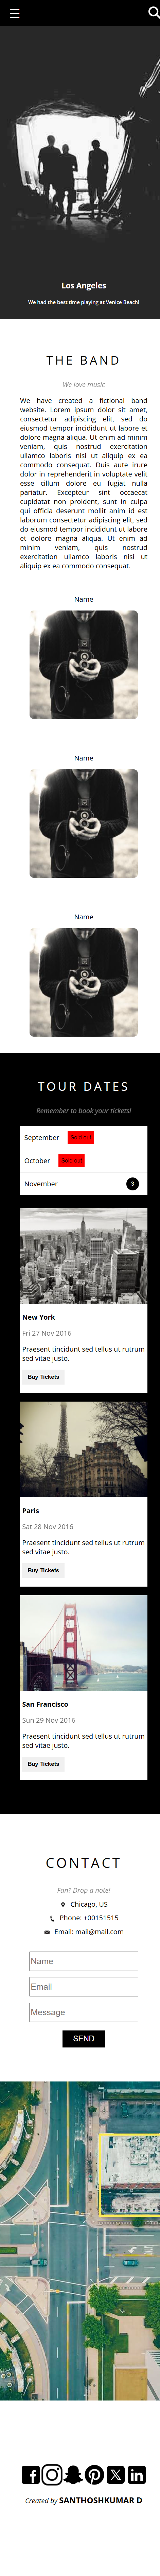 Los Angeles
We had the best time playing at Venice Beach!
THE BAND
We love music
We have created a fictional band
website. Lorem ipsum dolor sit amet,
consectetur adipiscing elit, sed do
eiusmod tempor incididunt ut labore et
dolore magna aliqua. Ut enim ad minim
veniam, quis nostrud exercitation
ullamco laboris nisi ut aliquip ex ea
commodo consequat. Duis aute irure
dolor in reprehenderit in voluptate velit
esse cillum dolore eu fugiat nulla
pariatur. Excepteur sint occaecat
cupidatat non proident, sunt in culpa
qui officia deserunt mollit anim id est
laborum consectetur adipiscing elit, sed
do eiusmod tempor incididunt ut labore
et dolore magna aliqua. Ut enim ad
minim veniam, quis nostrud
exercitation ullamco laboris nisi ut
aliquip ex ea commodo consequat.
Name
Name
Name
TOUR DATES
Remember to book your tickets!
September Sold out
October Sold out
November 3
New York
Fri 27 Nov 2016
Praesent tincidunt sed tellus ut rutrum
sed vitae justo.
Buy Tickets
Paris
Sat 28 Nov 2016
Praesent tincidunt sed tellus ut rutrum
sed vitae justo.
Buy Tickets
San Francisco
Sun 29 Nov 2016
Praesent tincidunt sed tellus ut rutrum
sed vitae justo.
Buy Tickets
CONTACT
Fan? Drop a note!
Chicago, US
Phone: +00151515
Email: mail@mail.com
Name
Email
Message
SEND
Created by SANTHOSHKUMAR D